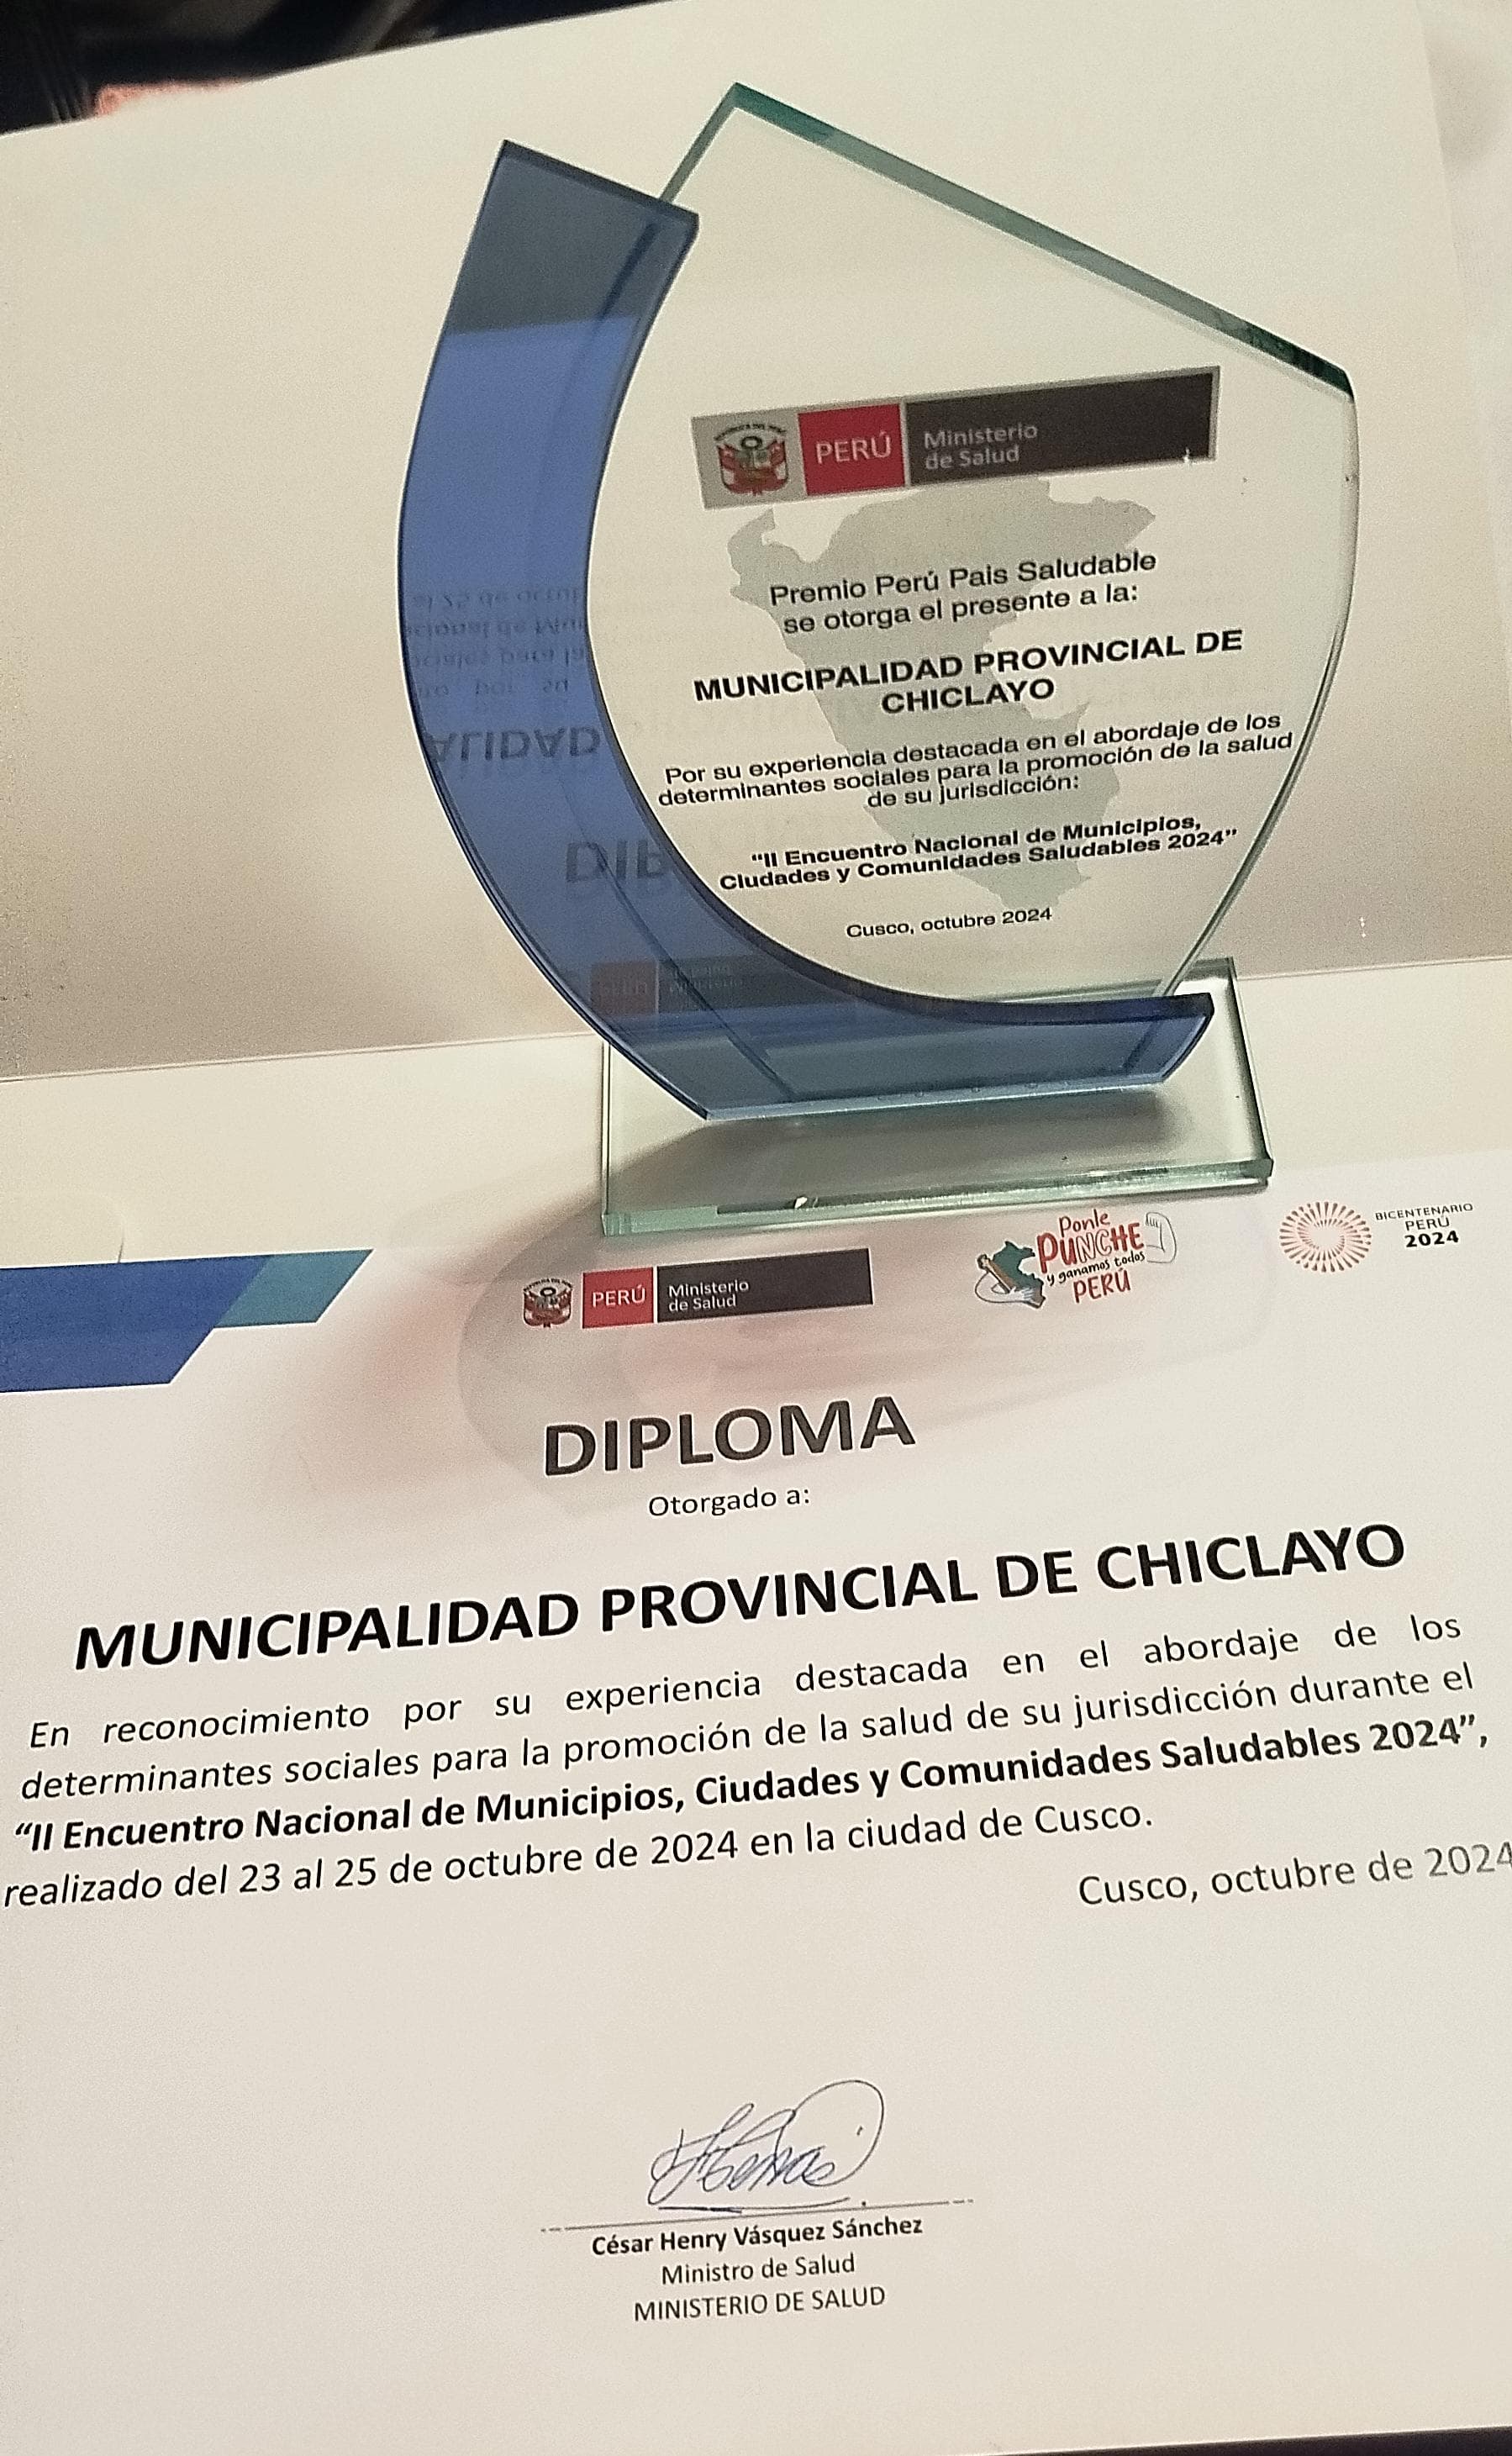 PERÚ
Ministerio
de Salud
Premio Perú Pais Saludable
se otorga el presente a la:
MUNICIPALIDAD PROVINCIAL DE
CHICLAYO
Por su experiencia destacada en el abordaje de los
determinantes sociales para la promoción de la salud
de su jurisdicción:
“II Encuentro Nacional de Municipios,
Ciudades y Comunidades Saludables 2024”
Cusco, octubre 2024
PERÚ
Ministerio
de Salud
Ponle
PUNCHE
y ganamos todos
PERÚ
BICENTENARIO
PERÚ
2024
DIPLOMA
Otorgado a:
MUNICIPALIDAD PROVINCIAL DE CHICLAYO
En reconocimiento por su experiencia destacada en el abordaje de los
determinantes sociales para la promoción de la salud de su jurisdicción durante el
“II Encuentro Nacional de Municipios, Ciudades y Comunidades Saludables 2024”,
realizado del 23 al 25 de octubre de 2024 en la ciudad de Cusco.
Cusco, octubre de 2024
César Henry Vásquez Sánchez
Ministro de Salud
MINISTERIO DE SALUD